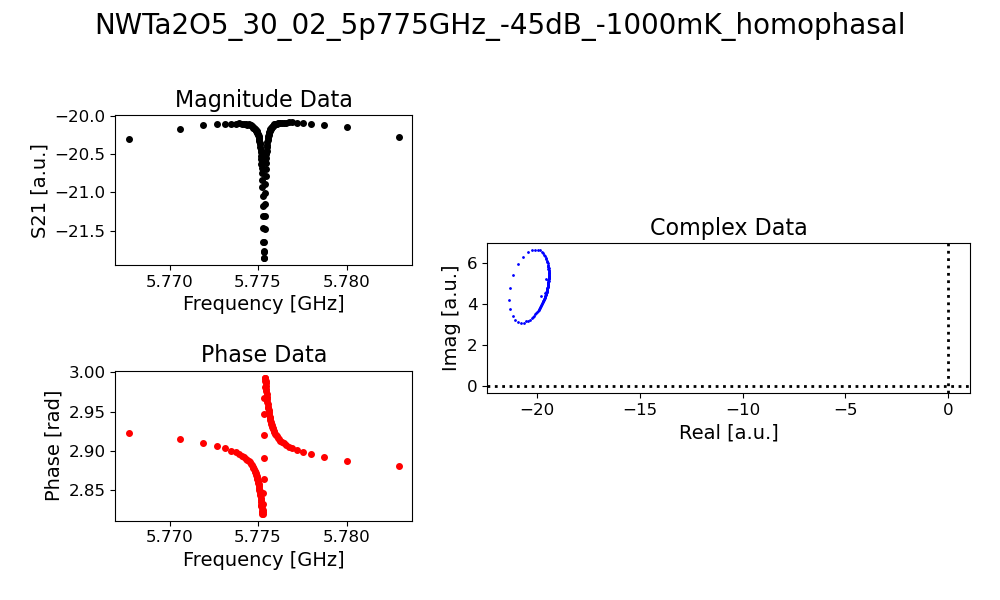 NWTa2O5_30_02_5p775GHz_-45dB_-1000mK_homophasal
Magnitude Data
S21 [a.u.]
−20.0
−20.5
−21.0
−21.5
5.770
5.775
5.780
Frequency [GHz]
Phase Data
Phase [rad]
3.00
2.95
2.90
2.85
5.770
5.775
5.780
Frequency [GHz]
Complex Data
Imag [a.u.]
6
4
2
0
−20
−15
−10
−5
0
Real [a.u.]